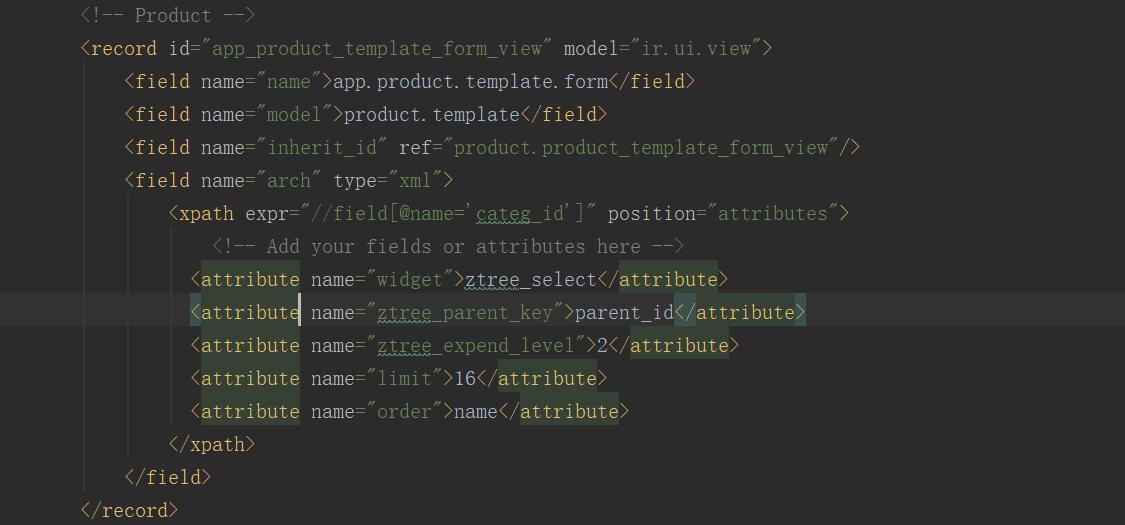 <!-- Product -->
<record id="app_product_template_form_view" model="ir.ui.view">
<field name="name">app.product.template.form</field>
<field name="model">product.template</field>
<field name="inherit_id" ref="product.product_template_form_view"/>
<field name="arch" type="xml">
<xpath expr="//field[@name='categ_id']" position="attributes">
<!-- Add your fields or attributes here -->
<attribute name="widget">ztree_select</attribute>
<attribute name="ztree_parent_key">parent_id</attribute>
<attribute name="ztree_expend_level">2</attribute>
<attribute name="limit">16</attribute>
<attribute name="order">name</attribute>
</xpath>
</field>
</record>